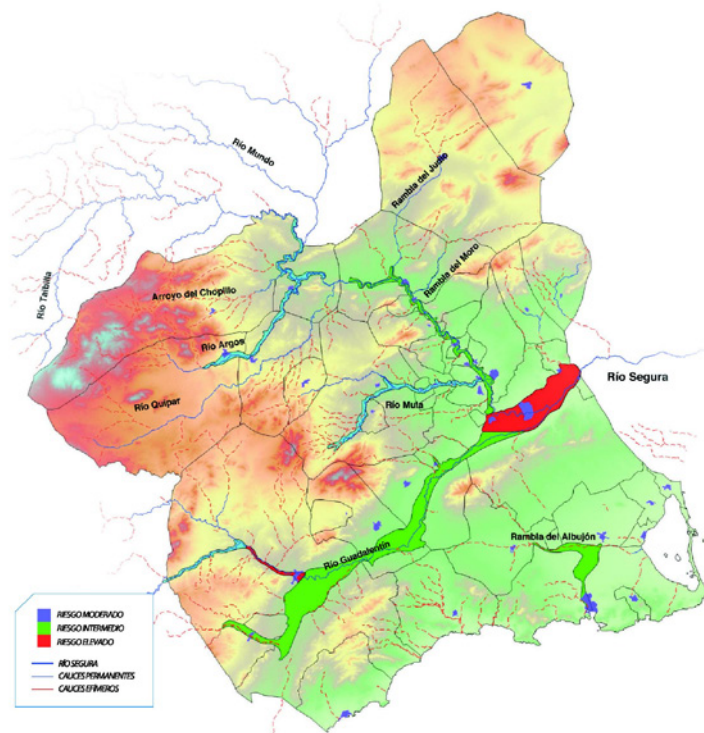 Río Mundo
Rambla del Judío
Río Taibilla
Arroyo del Chopillo
Rambla del Moro
Río Argos
Río Segura
Río Quípar
Río Muta
Rambla del Albujón
Río Guadalentín
RIESGO MODERADO
RIESGO INTERMEDIO
RIESGO ELEVADO
RÍO SEGURA
CAUCES PERMANENTES
CAUCES EFÍMEROS